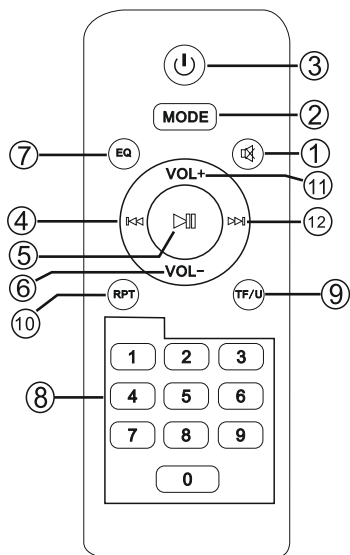 ③
MODE
②
⑦
EQ
①
VOL+
⑪
④
⑫
⑤
⑥
VOL−
RPT
TF/U
⑨
⑩
1 2 3
⑧
4 5 6
7 8 9
0